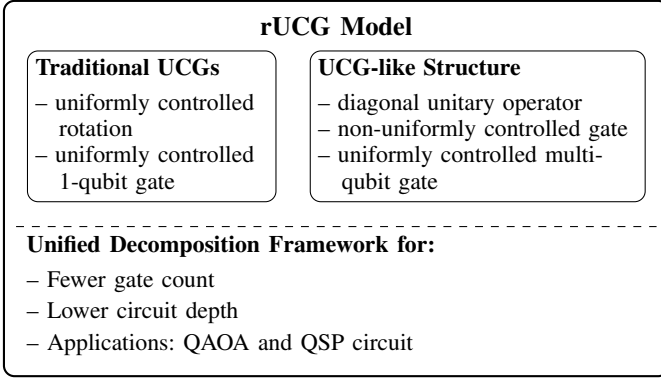 rUCG Model
Traditional UCGs
– uniformly controlled
rotation
– uniformly controlled
1-qubit gate
UCG-like Structure
– diagonal unitary operator
– non-uniformly controlled gate
– uniformly controlled multi-
qubit gate
Unified Decomposition Framework for:
– Fewer gate count
– Lower circuit depth
– Applications: QAOA and QSP circuit